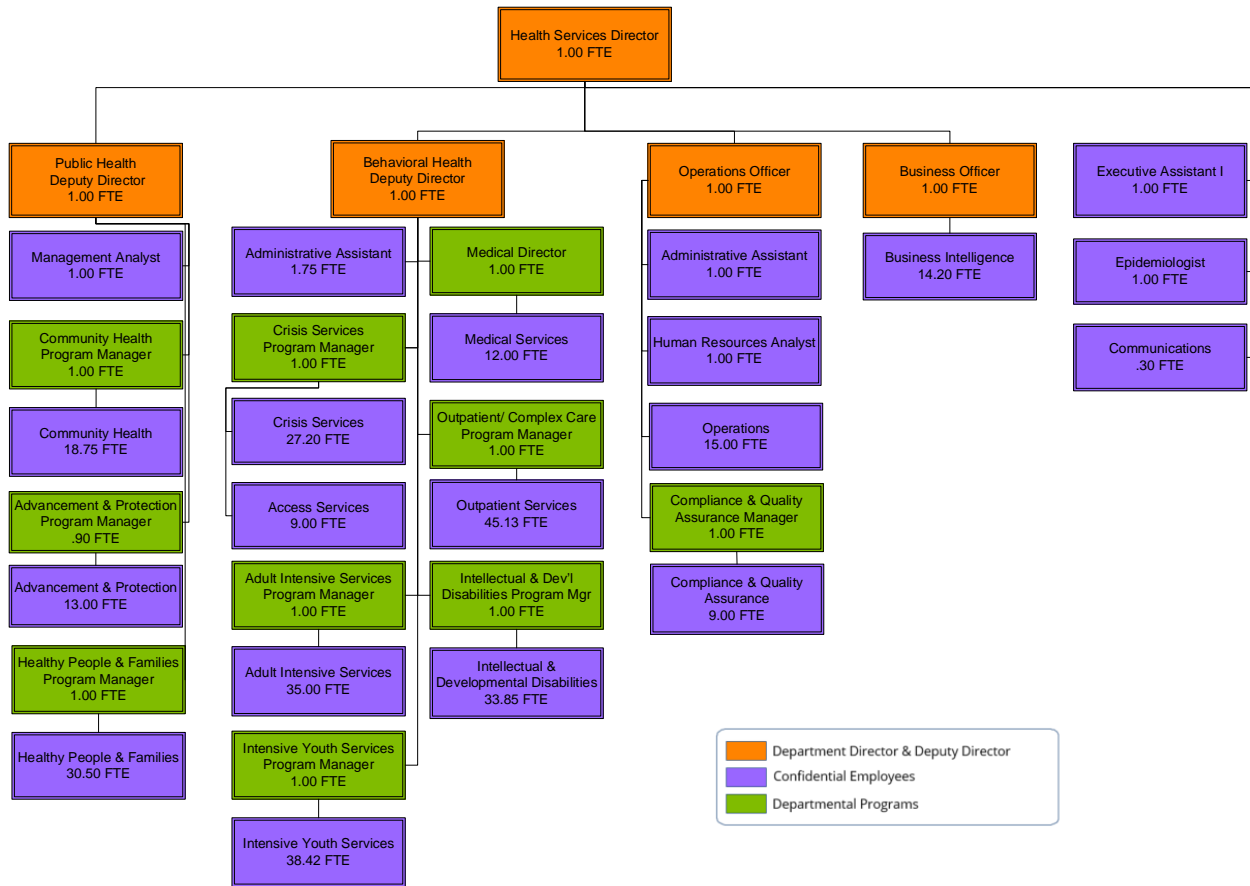 Health Services Director
1.00 FTE
Public Health
Deputy Director
1.00 FTE
Behavioral Health
Deputy Director
1.00 FTE
Operations Officer
1.00 FTE
Business Officer
1.00 FTE
Executive Assistant I
1.00 FTE
Management Analyst
1.00 FTE
Community Health
Program Manager
1.00 FTE
Community Health
18.75 FTE
Advancement & Protection
Program Manager
.90 FTE
Advancement & Protection
13.00 FTE
Healthy People & Families
Program Manager
1.00 FTE
Healthy People & Families
30.50 FTE
Administrative Assistant
1.75 FTE
Crisis Services
Program Manager
1.00 FTE
Crisis Services
27.20 FTE
Access Services
9.00 FTE
Adult Intensive Services
Program Manager
1.00 FTE
Adult Intensive Services
35.00 FTE
Intensive Youth Services
Program Manager
1.00 FTE
Intensive Youth Services
38.42 FTE
Medical Director
1.00 FTE
Medical Services
12.00 FTE
Outpatient/ Complex Care
Program Manager
1.00 FTE
Outpatient Services
45.13 FTE
Intellectual & Dev'l
Disabilities Program Mgr
1.00 FTE
Intellectual &
Developmental Disabilities
33.85 FTE
Administrative Assistant
1.00 FTE
Human Resources Analyst
1.00 FTE
Operations
15.00 FTE
Compliance & Quality
Assurance Manager
1.00 FTE
Compliance & Quality
Assurance
9.00 FTE
Business Intelligence
14.20 FTE
Epidemiologist
1.00 FTE
Communications
.30 FTE
Department Director & Deputy Director
Confidential Employees
Departmental Programs